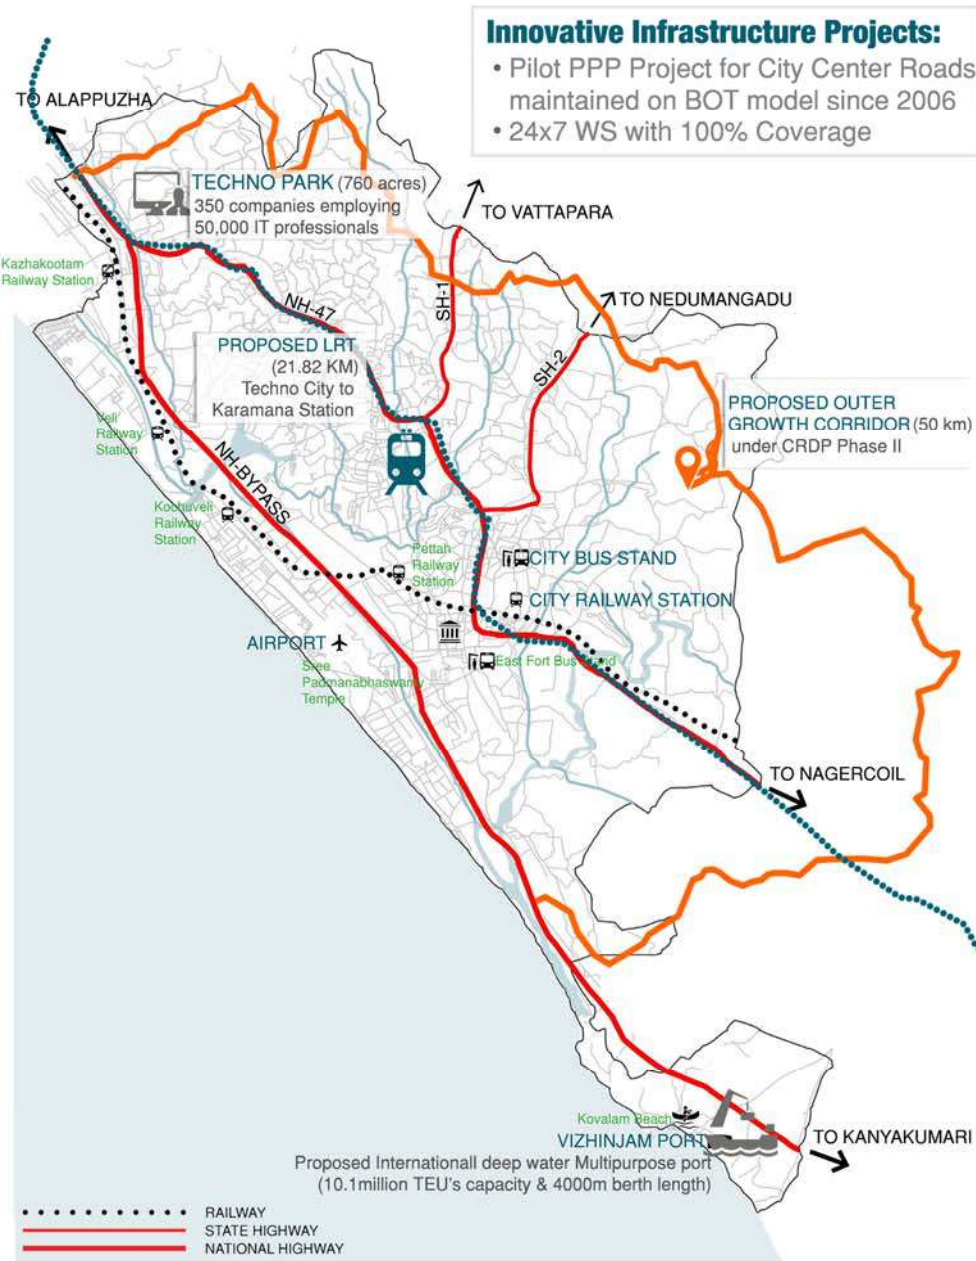 Innovative Infrastructure Projects:
• Pilot PPP Project for City Center Roads
maintained on BOT model since 2006
• 24x7 WS with 100% Coverage
TO ALAPPUZHA
TECHNO PARK (760 acres)
350 companies employing
50,000 IT professionals
TO VATTAPARA
Kazhakootam
Railway Station
NH-47
SH-1
TO NEDUMANGADU
PROPOSED LRT
(21.82 KM)
Techno City to
Karamana Station
SH-2
PROPOSED OUTER
GROWTH CORRIDOR (50 km)
under CRDP Phase II
Veli
Railway
Station
NH-BYPASS
Kochuveli
Railway
Station
Pettah
Railway
Station
CITY BUS STAND
CITY RAILWAY STATION
AIRPORT
East Fort Bus Stand
Sree
Padmanabhaswamy
Temple
TO NAGERCOIL
Kovalam Beach
VIZHINJAM PORT
TO KANYAKUMARI
Proposed Internationall deep water Multipurpose port
(10.1million TEU's capacity & 4000m berth length)
RAILWAY
STATE HIGHWAY
NATIONAL HIGHWAY